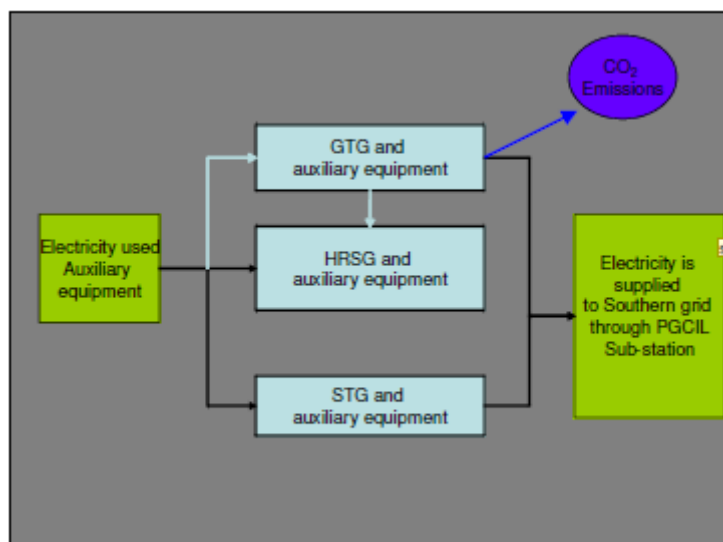 CO₂
Emissions
GTG and
auxiliary equipment
Electricity used
Auxiliary
equipment
HRSG and
auxiliary equipment
Electricity is
supplied
to Southern grid
through PGCIL
Sub-station
STG and
auxiliary equipment